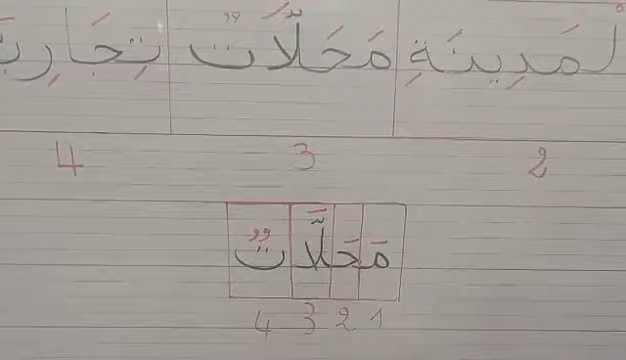 لْمَدِينَةِ مَحَلَّاتٌ تِجَارِيَّ
2 3 4
مَحَلَّاتٌ
1 2 3 4